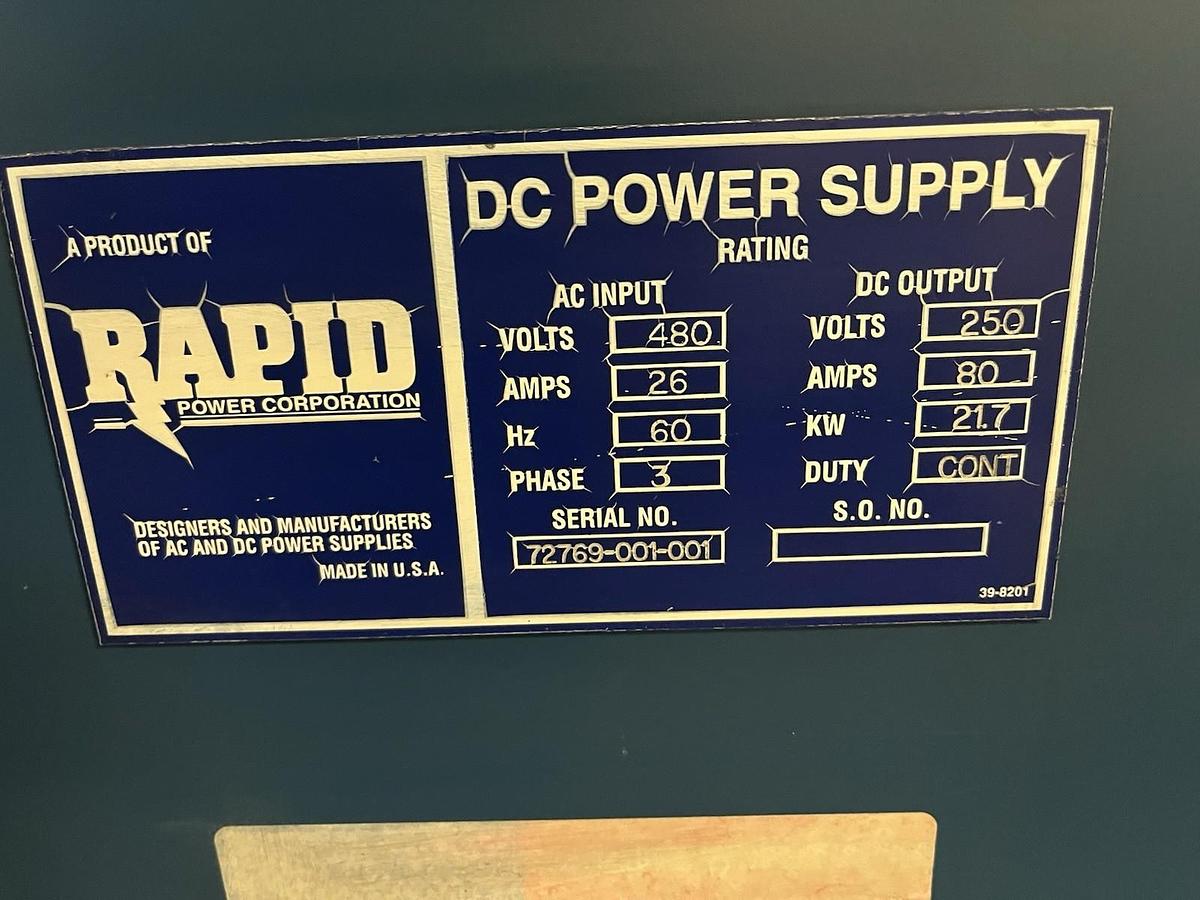 A PRODUCT OF
RAPID
POWER CORPORATION
DESIGNERS AND MANUFACTURERS
OF AC AND DC POWER SUPPLIES
MADE IN U.S.A.
DC POWER SUPPLY
RATING
AC INPUT
VOLTS 480
AMPS 26
Hz 60
PHASE 3
SERIAL NO.
72769-001-001
DC OUTPUT
VOLTS 250
AMPS 80
KW 21.7
DUTY CONT
S.O. NO.
39-8201